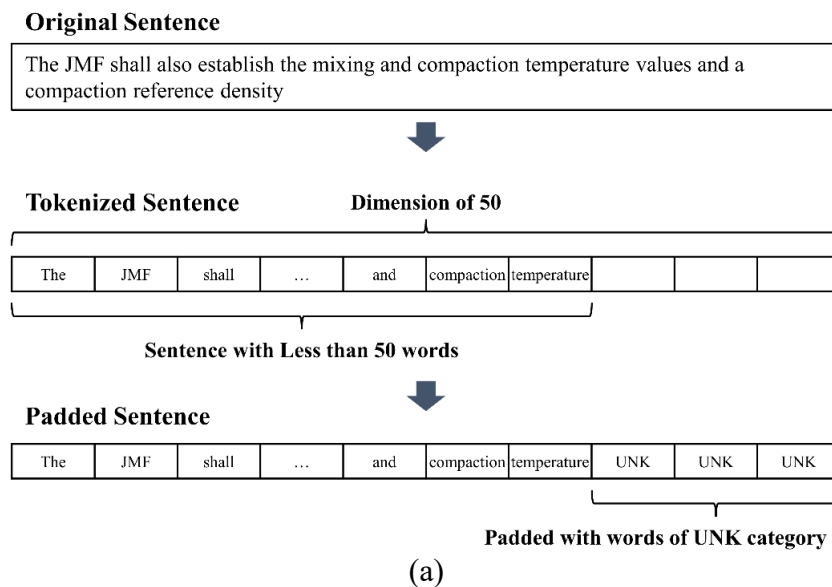 Original Sentence
The JMF shall also establish the mixing and compaction temperature values and a
compaction reference density
Tokenized Sentence Dimension of 50
The JMF shall ... and compaction temperature
Sentence with Less than 50 words
Padded Sentence
The JMF shall ... and compaction temperature UNK UNK UNK
Padded with words of UNK category
(a)